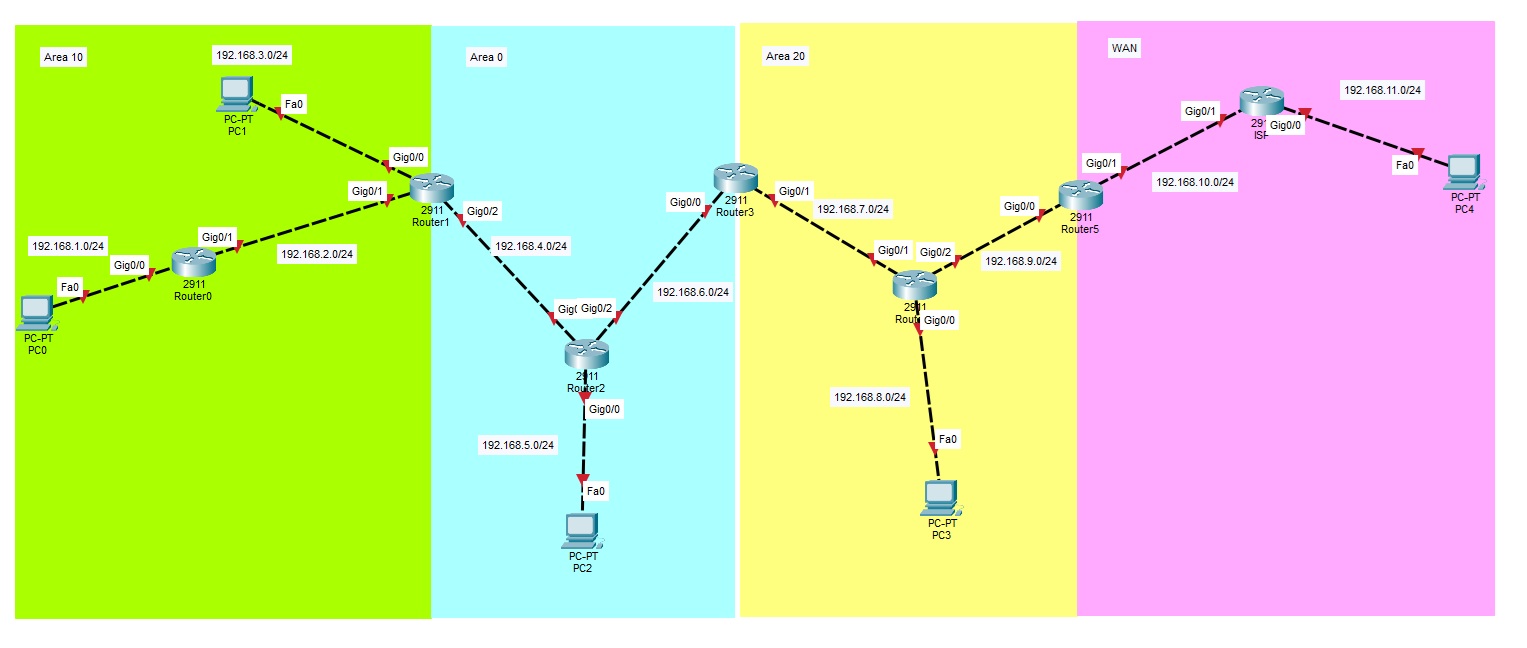 Area 10
192.168.3.0/24
Fa0
PC-PT
PC1
Gig0/0
Gig0/1
2911
Router1
Gig0/2
192.168.1.0/24
Gig0/1
Gig0/0
192.168.2.0/24
Fa0
2911
Router0
PC-PT
PC0
Area 0
192.168.4.0/24
Gig0/2
2911
Router2
Gig0/0
192.168.5.0/24
Fa0
PC-PT
PC2
192.168.6.0/24
Gig0/0
2911
Router3
Area 20
Gig0/1
192.168.7.0/24
Gig0/1
Gig0/2
2911
Gig0/0
192.168.8.0/24
Fa0
PC-PT
PC3
192.168.9.0/24
Gig0/0
Gig0/1
2911
Router5
WAN
192.168.10.0/24
Gig0/1
Gig0/0
192.168.11.0/24
Fa0
PC-PT
PC4